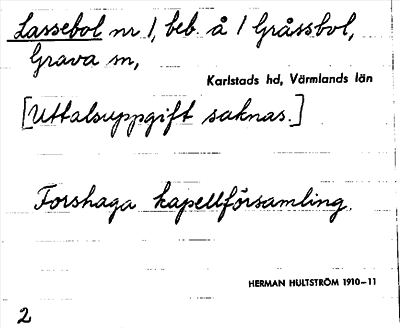 Lassebol nr 1, beb. å 1 Gråssbol,
Grava sn,
Karlstads hd, Värmlands län
[Uttalsuppgift saknas.]
Forshaga kapellförsamling.
HERMAN HULTSTRÖM 1910–11
2